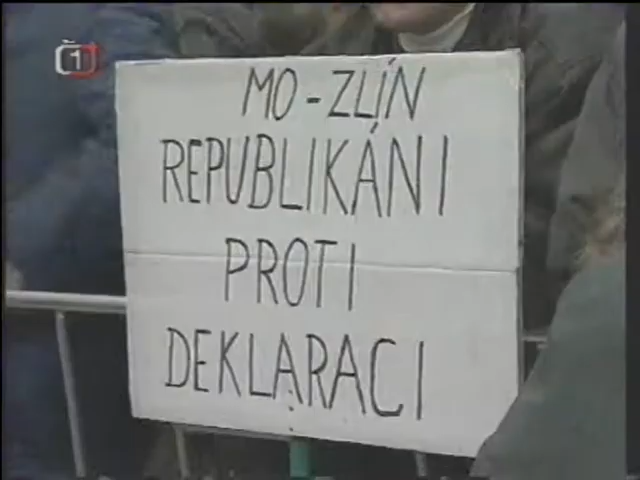 1
MO-ZLÍN
REPUBLIKÁNI
PROTI
DEKLARACI